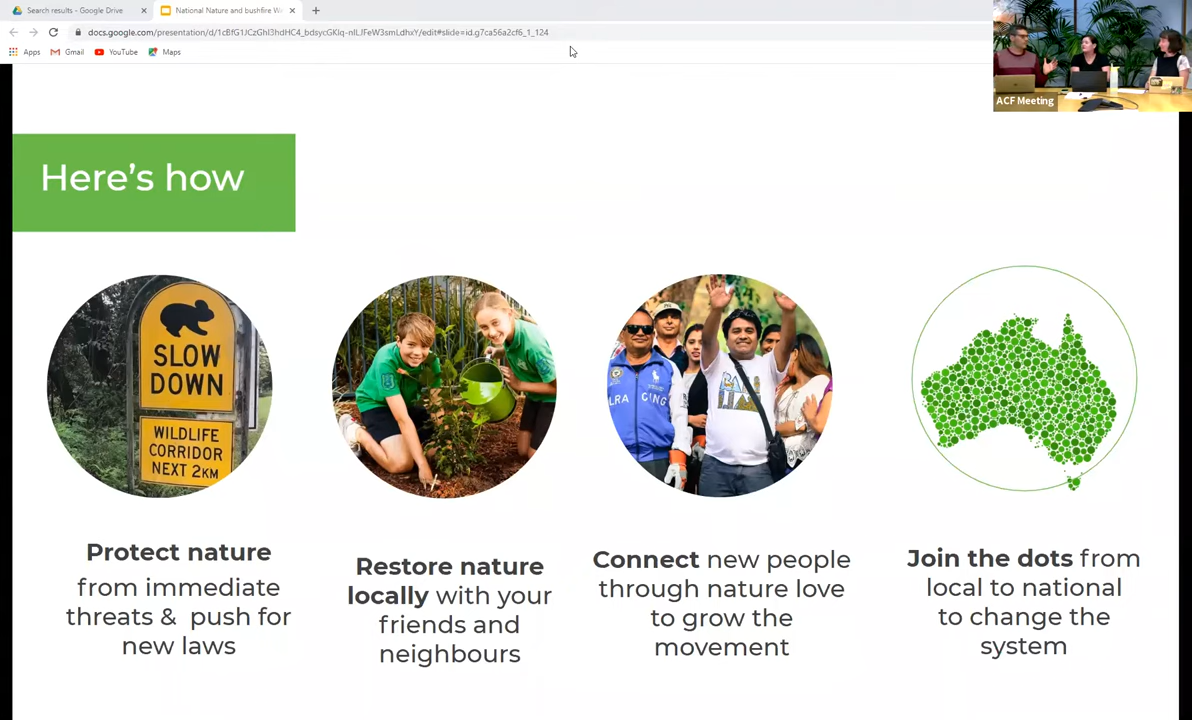 Search results - Google Drive
National Nature and bushfire W
docs.google.com/presentation/d/
edit#slide=id.g7ca56a2cf6_1_124
Apps
Gmail
YouTube
Maps
ACF Meeting
Here's how
SLOW
DOWN
WILDLIFE
CORRIDOR
NEXT 2KM
Protect nature
from immediate
threats & push for
new laws
Restore nature
locally with your
friends and
neighbours
Connect new people
through nature love
to grow the
movement
Join the dots from
local to national
to change the
system